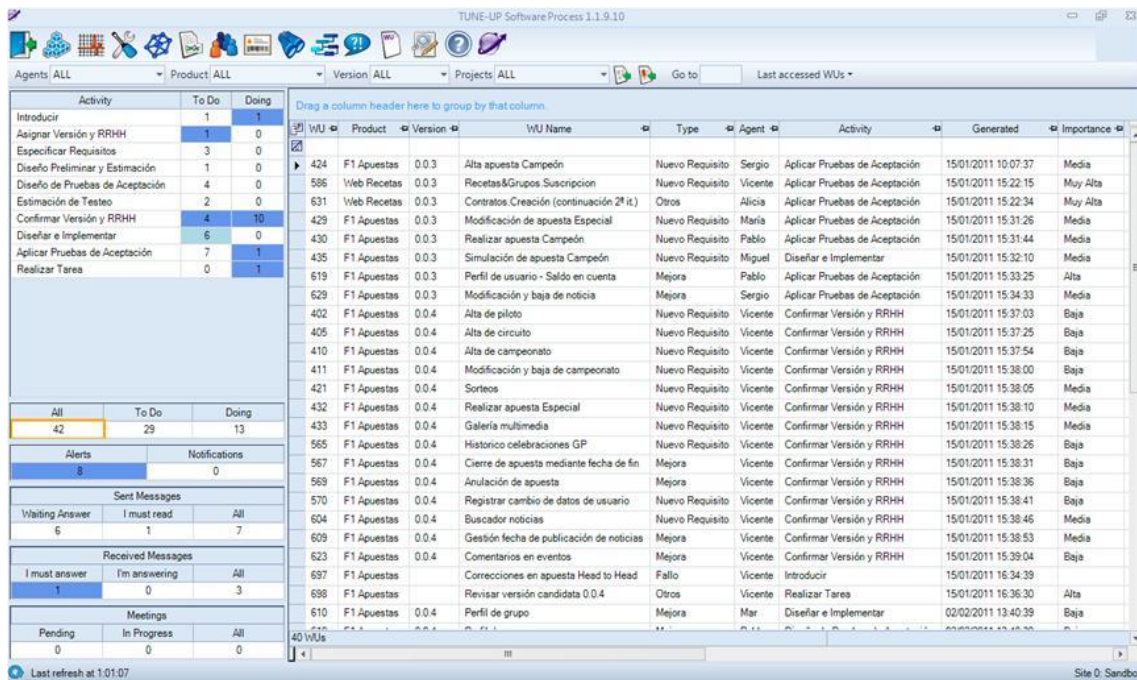 TUNE-UP Software Process 1.1.9.10
Agents ALL Product ALL Version ALL Projects ALL Go to Last accessed WUs
Activity To Do Doing
Introducir 1 1
Asignar Versión y RRHH 1 0
Especificar Requisitos 3 0
Diseño Preliminar y Estimación 1 0
Diseño de Pruebas de Aceptación 4 0
Estimación de Testeo 2 0
Confirmar Versión y RRHH 4 10
Diseñar e Implementar 6 0
Aplicar Pruebas de Aceptación 7 1
Realizar Tarea 0 1
All To Do Doing
42 29 13
Alerts Notifications
8 0
Sent Messages
Waiting Answer I must read All
6 1 7
Received Messages
I must answer I'm answering All
1 0 3
Meetings
Pending In Progress All
0 0 0
Drag a column header here to group by that column.
WU Product Version WU Name Type Agent Activity Generated Importance
424 F1 Apuestas 0.0.3 Alta apuesta Campeón Nuevo Requisito Sergio Aplicar Pruebas de Aceptación 15/01/2011 10:07:37 Media
586 Web Recetas 0.0.3 Recetas&Grupos.Suscripcion Nuevo Requisito Vicente Aplicar Pruebas de Aceptación 15/01/2011 15:22:15 Muy Alta
631 Web Recetas 0.0.3 Contratos.Creación (continuación 2ª it.) Otros Alicia Aplicar Pruebas de Aceptación 15/01/2011 15:22:34 Muy Alta
429 F1 Apuestas 0.0.3 Modificación de apuesta Especial Nuevo Requisito María Aplicar Pruebas de Aceptación 15/01/2011 15:31:26 Media
430 F1 Apuestas 0.0.3 Realizar apuesta Campeón Nuevo Requisito Pablo Aplicar Pruebas de Aceptación 15/01/2011 15:31:44 Media
435 F1 Apuestas 0.0.3 Simulación de apuesta Campeón Nuevo Requisito Miguel Diseñar e Implementar 15/01/2011 15:32:10 Media
619 F1 Apuestas 0.0.3 Perfil de usuario - Saldo en cuenta Mejora Pablo Aplicar Pruebas de Aceptación 15/01/2011 15:33:25 Alta
629 F1 Apuestas 0.0.3 Modificación y baja de noticia Mejora Sergio Aplicar Pruebas de Aceptación 15/01/2011 15:34:33 Media
402 F1 Apuestas 0.0.4 Alta de piloto Nuevo Requisito Vicente Confirmar Versión y RRHH 15/01/2011 15:37:03 Baja
405 F1 Apuestas 0.0.4 Alta de circuito Nuevo Requisito Vicente Confirmar Versión y RRHH 15/01/2011 15:37:25 Baja
410 F1 Apuestas 0.0.4 Alta de campeonato Nuevo Requisito Vicente Confirmar Versión y RRHH 15/01/2011 15:37:54 Baja
411 F1 Apuestas 0.0.4 Modificación y baja de campeonato Nuevo Requisito Vicente Confirmar Versión y RRHH 15/01/2011 15:38:00 Baja
421 F1 Apuestas 0.0.4 Sorteos Nuevo Requisito Vicente Confirmar Versión y RRHH 15/01/2011 15:38:05 Media
432 F1 Apuestas 0.0.4 Realizar apuesta Especial Nuevo Requisito Vicente Confirmar Versión y RRHH 15/01/2011 15:38:10 Media
433 F1 Apuestas 0.0.4 Galería multimedia Nuevo Requisito Vicente Confirmar Versión y RRHH 15/01/2011 15:38:15 Media
565 F1 Apuestas 0.0.4 Historico celebraciones GP Nuevo Requisito Vicente Confirmar Versión y RRHH 15/01/2011 15:38:26 Baja
567 F1 Apuestas 0.0.4 Cierre de apuesta mediante fecha de fin Mejora Vicente Confirmar Versión y RRHH 15/01/2011 15:38:31 Baja
569 F1 Apuestas 0.0.4 Anulación de apuesta Mejora Vicente Confirmar Versión y RRHH 15/01/2011 15:38:36 Baja
570 F1 Apuestas 0.0.4 Registrar cambio de datos de usuario Nuevo Requisito Vicente Confirmar Versión y RRHH 15/01/2011 15:38:41 Baja
604 F1 Apuestas 0.0.4 Buscador noticias Nuevo Requisito Vicente Confirmar Versión y RRHH 15/01/2011 15:38:46 Media
609 F1 Apuestas 0.0.4 Gestión fecha de publicación de noticias Mejora Vicente Confirmar Versión y RRHH 15/01/2011 15:38:53 Media
623 F1 Apuestas 0.0.4 Comentarios en eventos Mejora Vicente Confirmar Versión y RRHH 15/01/2011 15:39:04 Baja
697 F1 Apuestas Correcciones en apuesta Head to Head Fallo Vicente Introducir 15/01/2011 16:34:39
698 F1 Apuestas Revisar versión candidata 0.0.4 Otros Vicente Realizar Tarea 15/01/2011 16:36:30 Alta
610 F1 Apuestas 0.0.4 Perfil de grupo Mejora Mar Diseñar e Implementar 02/02/2011 13:40:39 Baja
40 WUs
Last refresh at 1:01:07
Site 0: Sandbo